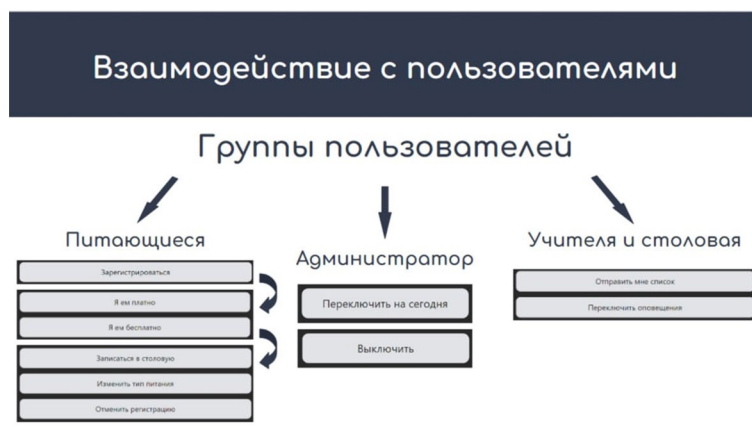 Взаимодействие с пользователями
Группы пользователей
Питающиеся
Зарегистрироваться
Я ем платно
Я ем бесплатно
Записаться в столовую
Изменить тип питания
Отменить регистрацию
Администратор
Переключить на сегодня
Выключить
Учителя и столовая
Отправить мне список
Переключить оповещения